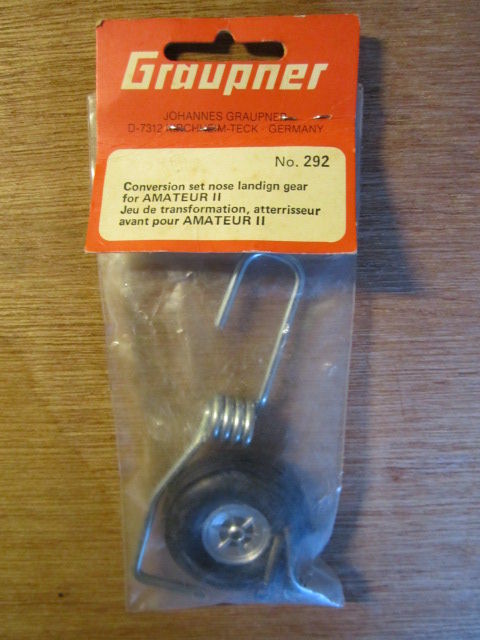 Graupner
JOHANNES GRAUPNER
D-7312 KIRCHHEIM-TECK · GERMANY
No. 292
Conversion set nose landign gear
for AMATEUR II
Jeu de transformation, atterrisseur
avant pour AMATEUR II